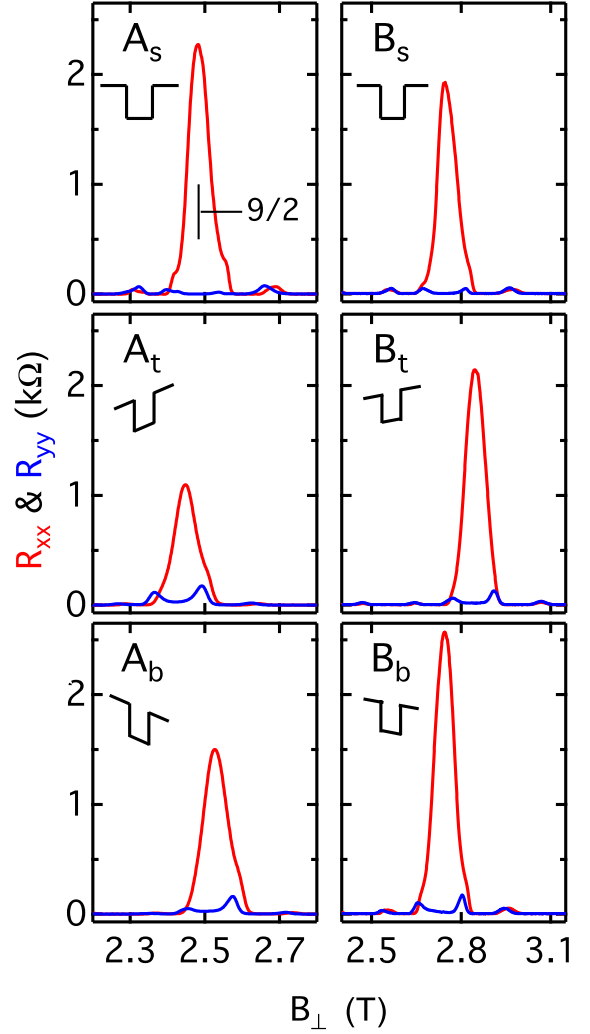 A_s
B_s
2
1
0
9/2
A_t
B_t
2
1
0
A_b
B_b
2
1
0
2.3 2.5 2.7
2.5 2.8 3.1
R_xx & R_yy (kΩ)
B_⊥ (T)